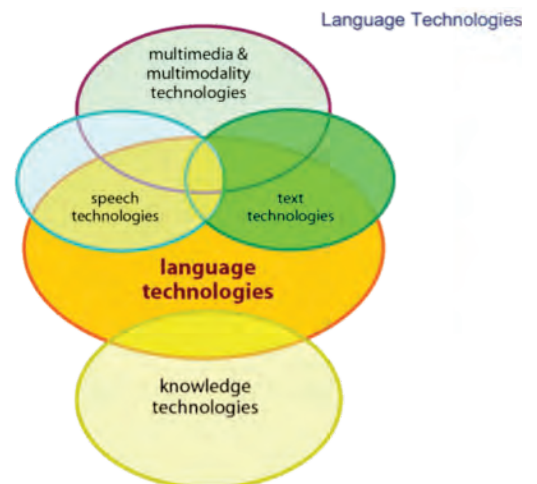 Language Technologies
multimedia &
multimodality
technologies
speech
technologies
text
technologies
language
technologies
knowledge
technologies